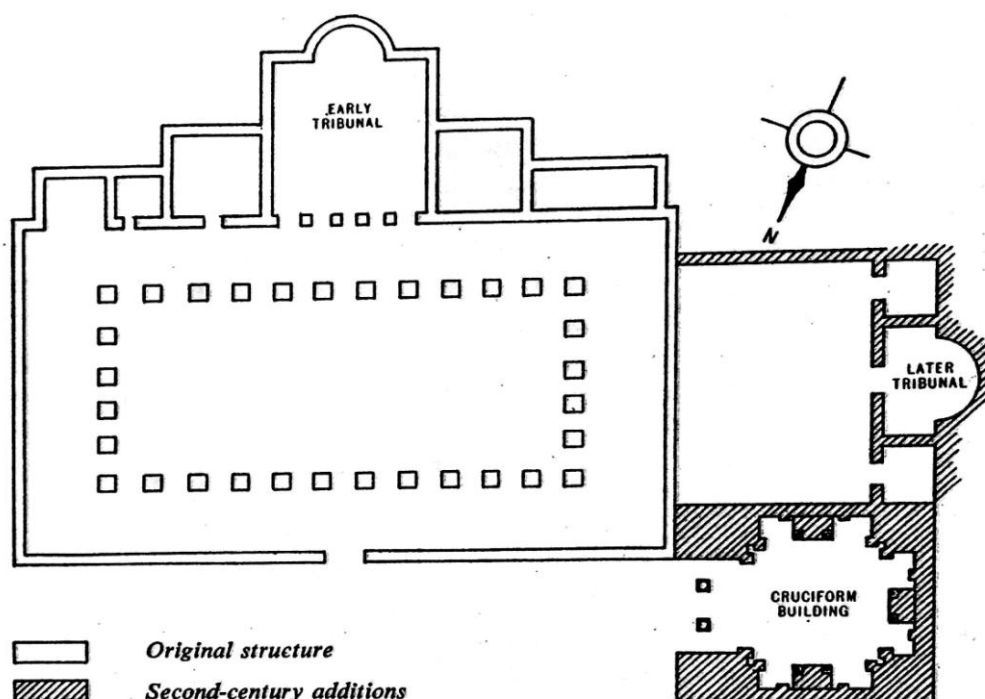 EARLY
TRIBUNAL
N
LATER
TRIBUNAL
CRUCIFORM
BUILDING
Original structure
Second-century additions